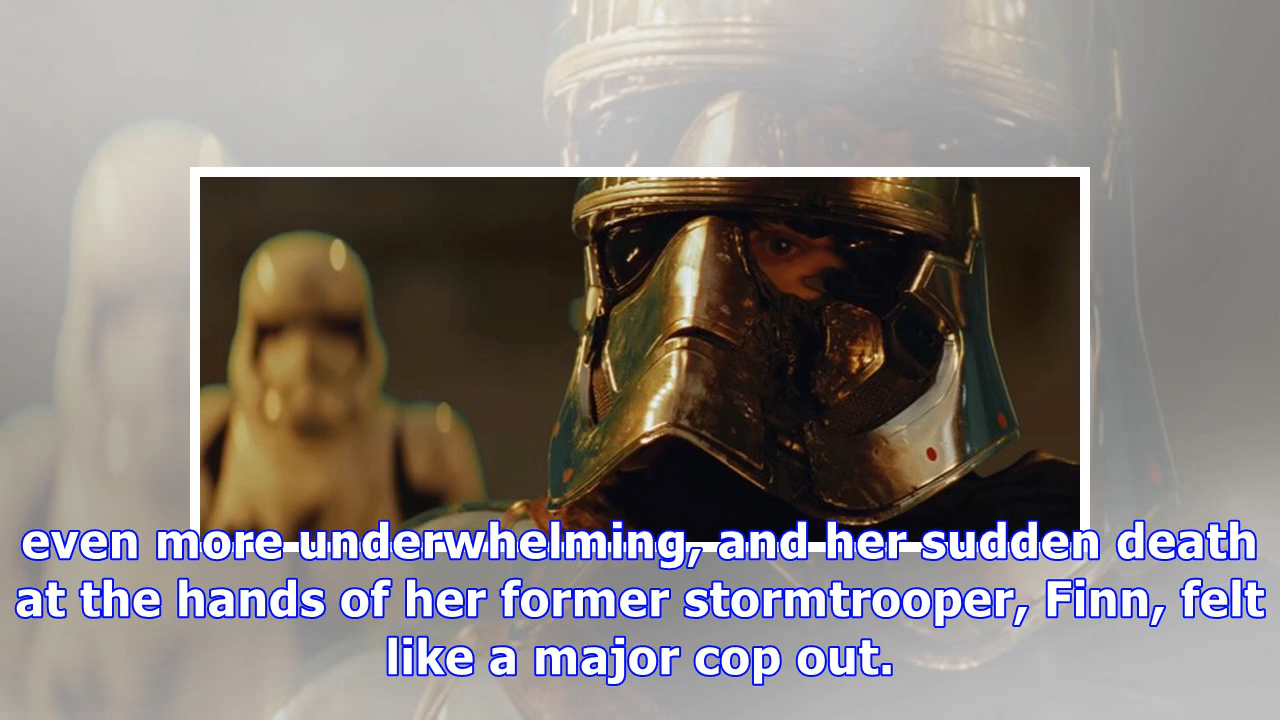 even more underwhelming, and her sudden death
at the hands of her former stormtrooper, Finn, felt
like a major cop out.